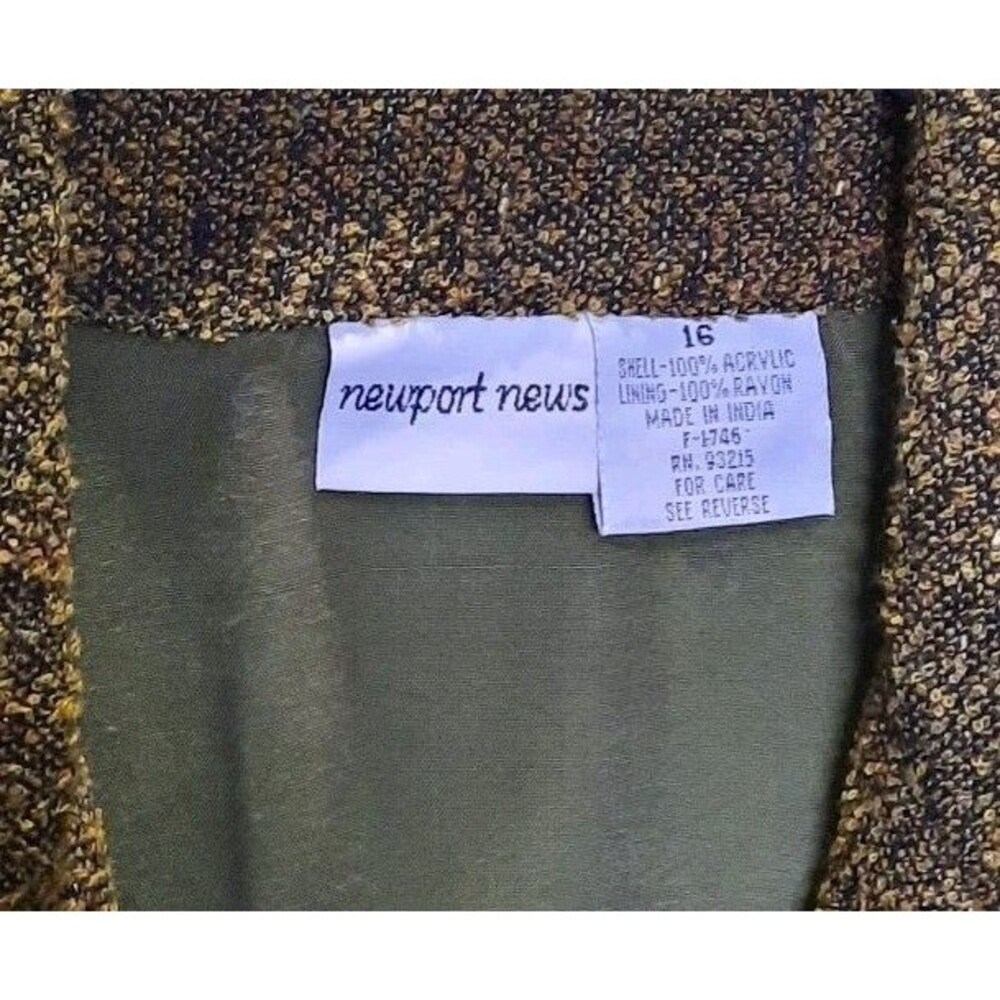 newport news
16
SHELL-100% ACRYLIC
LINING-100% RAYON
MADE IN INDIA
F-1746
RN. 93215
FOR CARE
SEE REVERSE